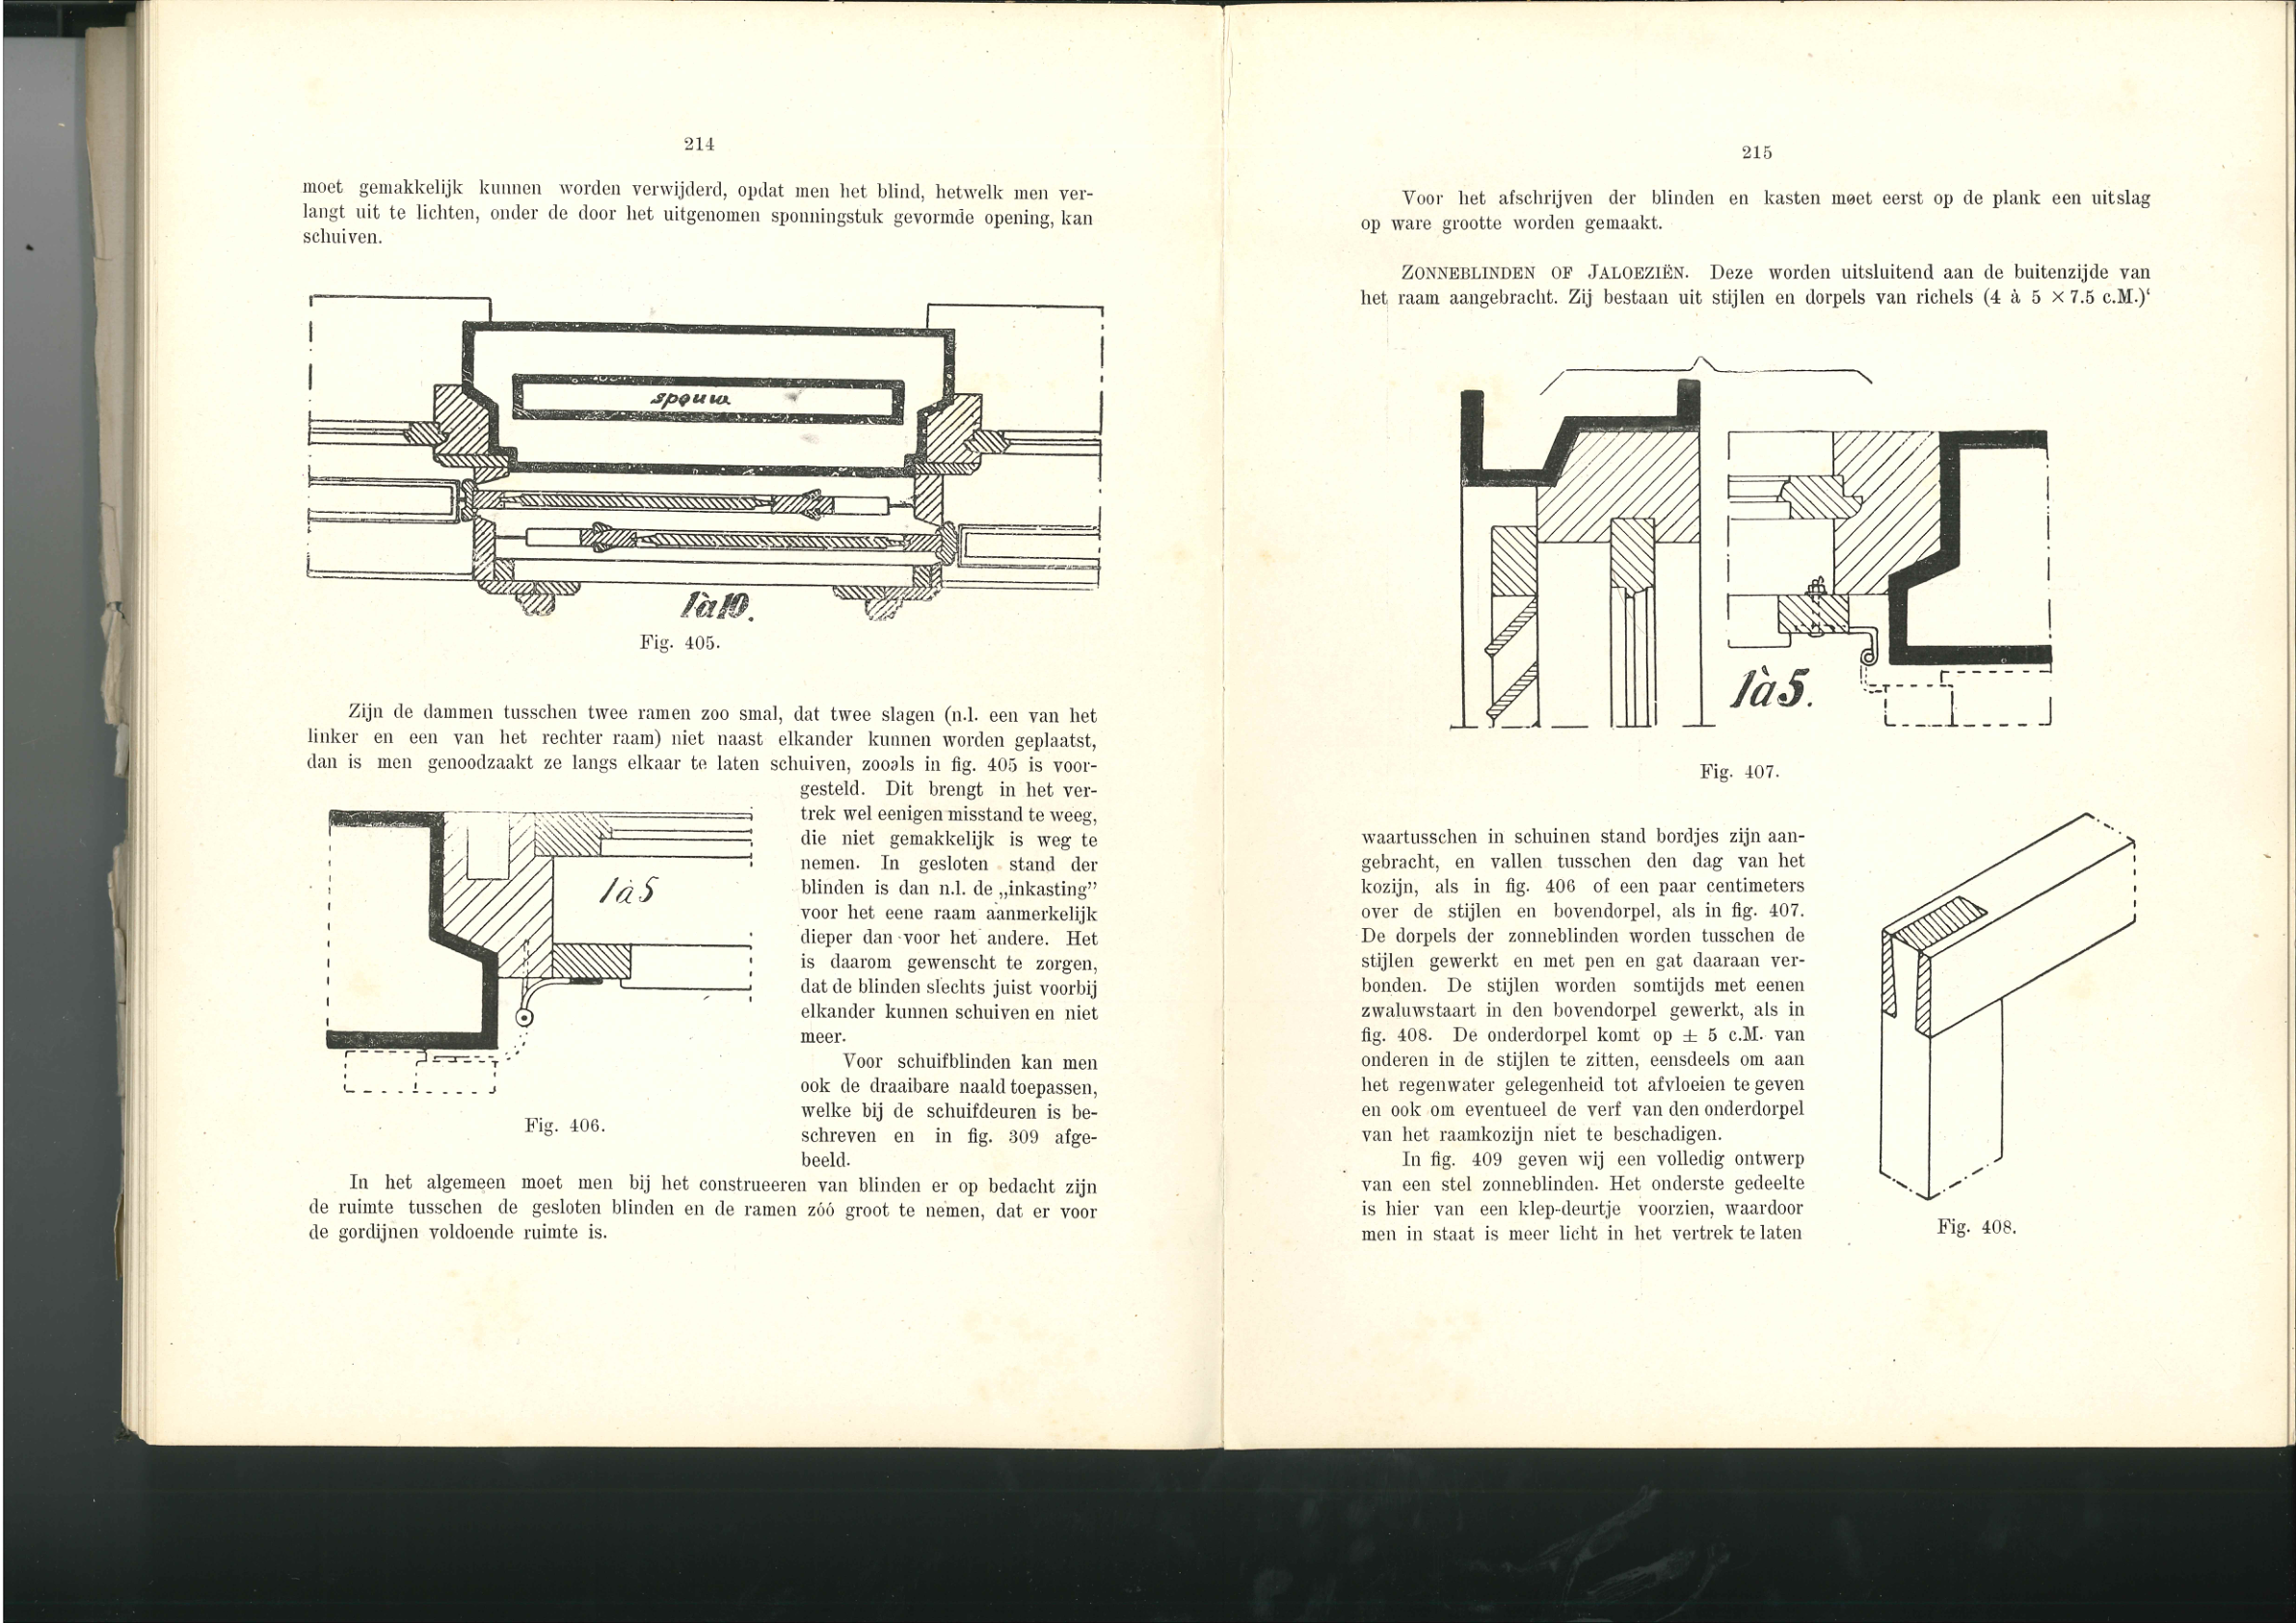 214
moet gemakkelijk kunnen worden verwijderd, opdat men het blind, hetwelk men ver-
langt uit te lichten, onder de door het uitgenomen sponningstuk gevormde opening, kan
schuiven.
spouw
1à10.
Fig. 405.
Zijn de dammen tusschen twee ramen zoo smal, dat twee slagen (n.l. een van het
linker en een van het rechter raam) niet naast elkander kunnen worden geplaatst,
dan is men genoodzaakt ze langs elkaar te laten schuiven, zooals in fig. 405 is voor-
gesteld. Dit brengt in het ver-
trek wel eenigen misstand te weeg,
die niet gemakkelijk is weg te
nemen. In gesloten stand der
blinden is dan n.l. de „inkasting”
voor het eene raam aanmerkelijk
dieper dan voor het andere. Het
is daarom gewenscht te zorgen,
dat de blinden slechts juist voorbij
elkander kunnen schuiven en niet
meer.
Voor schuifblinden kan men
ook de draaibare naald toepassen,
welke bij de schuifdeuren is be-
schreven en in fig. 309 afge-
beeld.
1à5
Fig. 406.
In het algemeen moet men bij het construeeren van blinden er op bedacht zijn
de ruimte tusschen de gesloten blinden en de ramen zóó groot te nemen, dat er voor
de gordijnen voldoende ruimte is.
215
Voor het afschrijven der blinden en kasten moet eerst op de plank een uitslag
op ware grootte worden gemaakt.
ZONNEBLINDEN OF JALOEZIËN. Deze worden uitsluitend aan de buitenzijde van
het raam aangebracht. Zij bestaan uit stijlen en dorpels van richels (4 à 5 × 7.5 c.M.)‘
1à5.
Fig. 407.
waartusschen in schuinen stand bordjes zijn aan-
gebracht, en vallen tusschen den dag van het
kozijn, als in fig. 406 of een paar centimeters
over de stijlen en bovendorpel, als in fig. 407.
De dorpels der zonneblinden worden tusschen de
stijlen gewerkt en met pen en gat daaraan ver-
bonden. De stijlen worden somtijds met eenen
zwaluwstaart in den bovendorpel gewerkt, als in
fig. 408. De onderdorpel komt op ± 5 c.M. van
onderen in de stijlen te zitten, eensdeels om aan
het regenwater gelegenheid tot afvloeien te geven
en ook om eventueel de verf van den onderdorpel
van het raamkozijn niet te beschadigen.
In fig. 409 geven wij een volledig ontwerp
van een stel zonneblinden. Het onderste gedeelte
is hier van een klep-deurtje voorzien, waardoor
men in staat is meer licht in het vertrek te laten
Fig. 408.